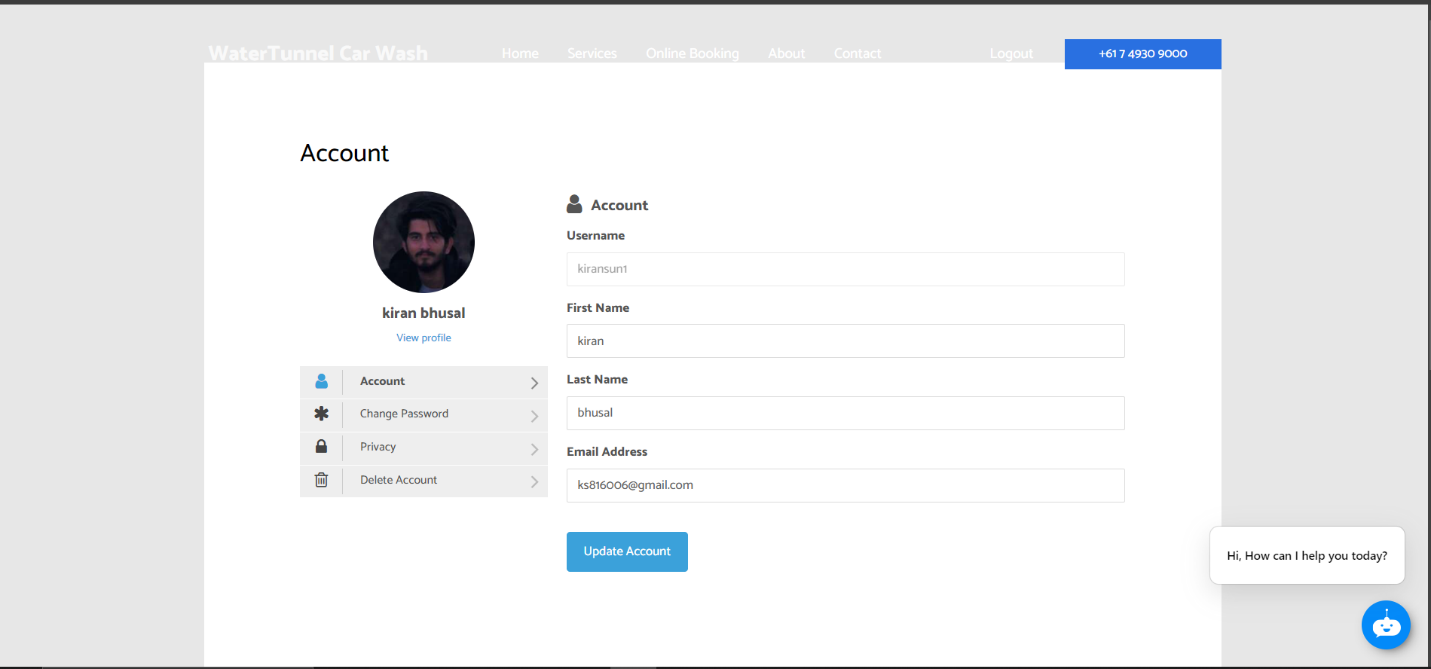 WaterTunnel Car Wash Home Services Online Booking About Contact Logout +61 7 4930 9000
Account
kiran bhusal
View profile
Account
Change Password
Privacy
Delete Account
Account
Username
kiransun1
First Name
kiran
Last Name
bhusal
Email Address
ks816006@gmail.com
Update Account
Hi, How can I help you today?